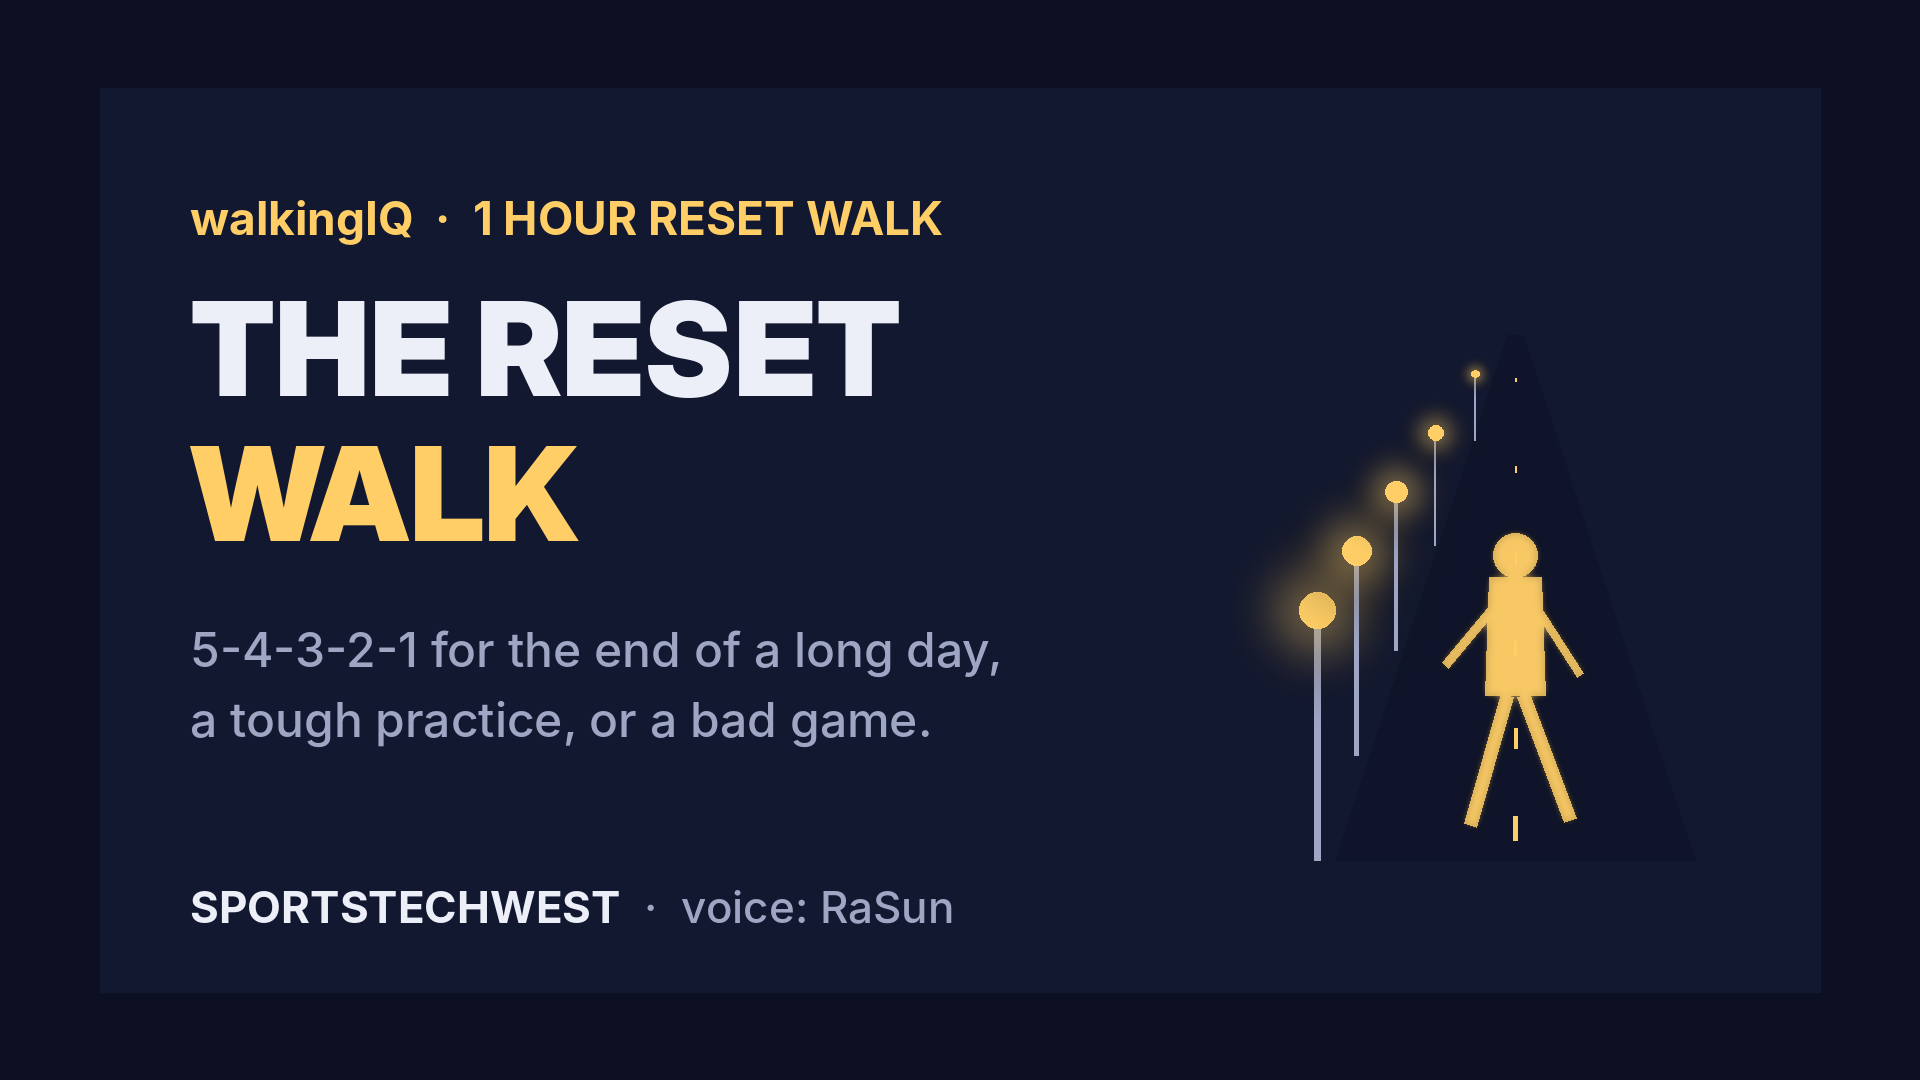 walkingIQ · 1 HOUR RESET WALK
THE RESET
WALK
5-4-3-2-1 for the end of a long day,
a tough practice, or a bad game.
SPORTSTECHWEST · voice: RaSun